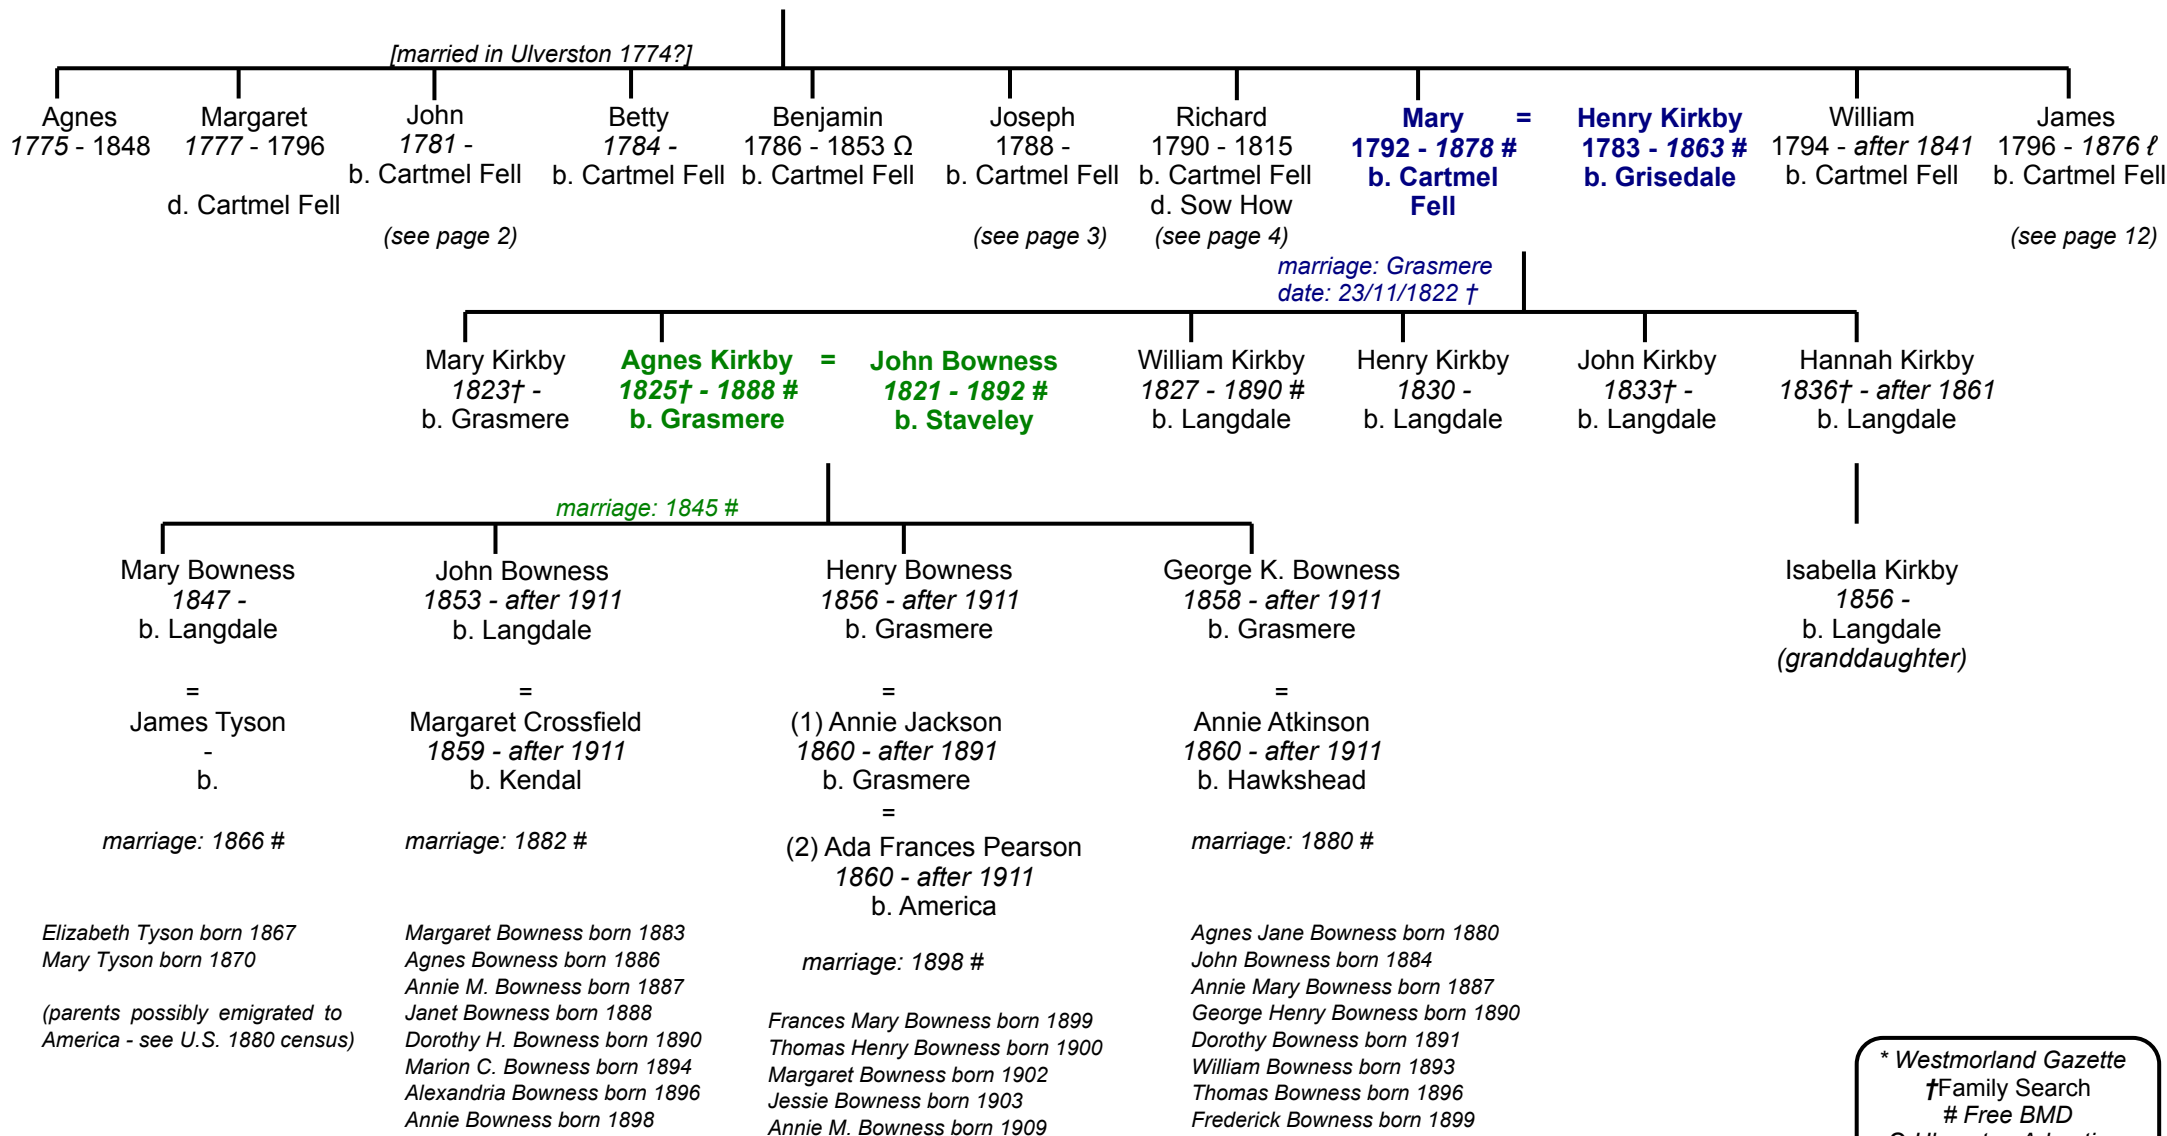 [married in Ulverston 1774?]
Agnes
1775 - 1848
Margaret
1777 - 1796
d. Cartmel Fell
John
1781 -
b. Cartmel Fell
(see page 2)
Betty
1784 -
b. Cartmel Fell
Benjamin
1786 - 1853 Ω
b. Cartmel Fell
Joseph
1788 -
b. Cartmel Fell
(see page 3)
Richard
1790 - 1815
b. Cartmel Fell
d. Sow How
(see page 4)
Mary =
1792 - 1878 #
b. Cartmel
Fell
Henry Kirkby
1783 - 1863 #
b. Grisedale
William
1794 - after 1841
b. Cartmel Fell
James
1796 - 1876 ℓ
b. Cartmel Fell
(see page 12)
marriage: Grasmere
date: 23/11/1822 †
Mary Kirkby
1823† -
b. Grasmere
Agnes Kirkby =
1825† - 1888 #
b. Grasmere
John Bowness
1821 - 1892 #
b. Staveley
William Kirkby
1827 - 1890 #
b. Langdale
Henry Kirkby
1830 -
b. Langdale
John Kirkby
1833† -
b. Langdale
Hannah Kirkby
1836† - after 1861
b. Langdale
marriage: 1845 #
Mary Bowness
1847 -
b. Langdale
=
James Tyson
-
b.
marriage: 1866 #
Elizabeth Tyson born 1867
Mary Tyson born 1870
(parents possibly emigrated to
America - see U.S. 1880 census)
John Bowness
1853 - after 1911
b. Langdale
=
Margaret Crossfield
1859 - after 1911
b. Kendal
marriage: 1882 #
Margaret Bowness born 1883
Agnes Bowness born 1886
Annie M. Bowness born 1887
Janet Bowness born 1888
Dorothy H. Bowness born 1890
Marion C. Bowness born 1894
Alexandria Bowness born 1896
Annie Bowness born 1898
Henry Bowness
1856 - after 1911
b. Grasmere
=
(1) Annie Jackson
1860 - after 1891
b. Grasmere
=
(2) Ada Frances Pearson
1860 - after 1911
b. America
marriage: 1898 #
Frances Mary Bowness born 1899
Thomas Henry Bowness born 1900
Margaret Bowness born 1902
Jessie Bowness born 1903
Annie M. Bowness born 1909
George K. Bowness
1858 - after 1911
b. Grasmere
=
Annie Atkinson
1860 - after 1911
b. Hawkshead
marriage: 1880 #
Agnes Jane Bowness born 1880
John Bowness born 1884
Annie Mary Bowness born 1887
George Henry Bowness born 1890
Dorothy Bowness born 1891
William Bowness born 1893
Thomas Bowness born 1896
Frederick Bowness born 1899
Isabella Kirkby
1856 -
b. Langdale
(granddaughter)
* Westmorland Gazette
†Family Search
# Free BMD